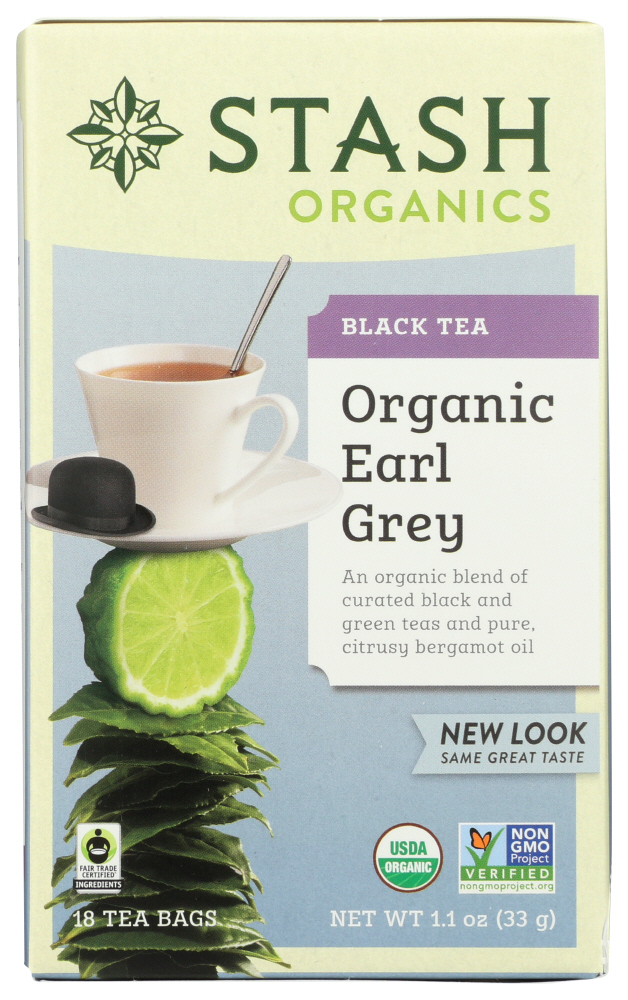 STASH
ORGANICS
BLACK TEA
Organic
Earl
Grey
An organic blend of
curated black and
green teas and pure,
citrusy bergamot oil
NEW LOOK
SAME GREAT TASTE
FAIR TRADE
CERTIFIED
INGREDIENTS
USDA
ORGANIC
NON
GMO
Project
VERIFIED
nongmoproject.org
18 TEA BAGS
NET WT 1.1 oz (33 g)